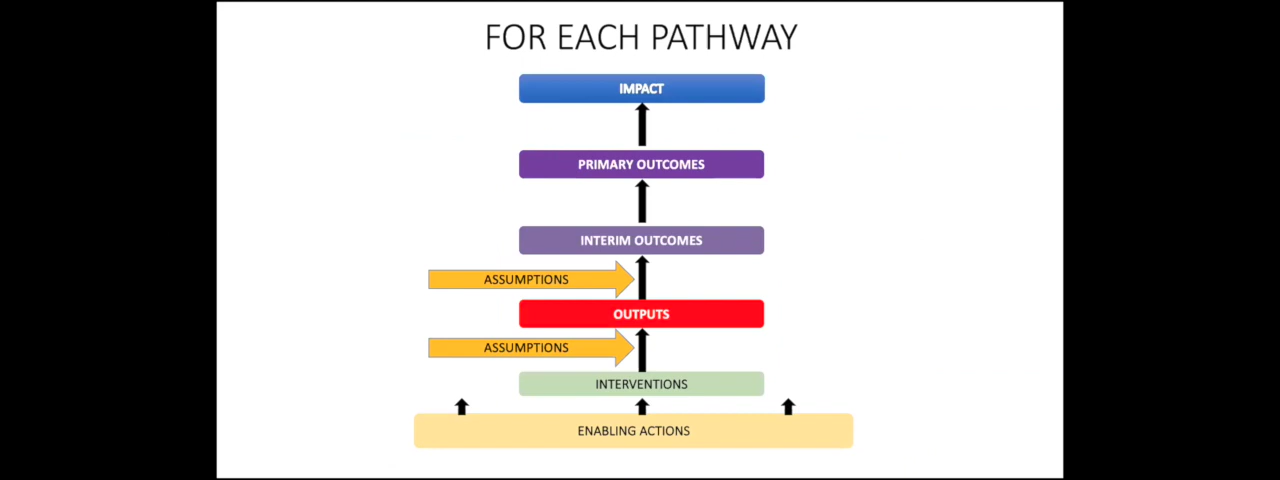 FOR EACH PATHWAY
IMPACT
PRIMARY OUTCOMES
INTERIM OUTCOMES
ASSUMPTIONS
OUTPUTS
ASSUMPTIONS
INTERVENTIONS
ENABLING ACTIONS